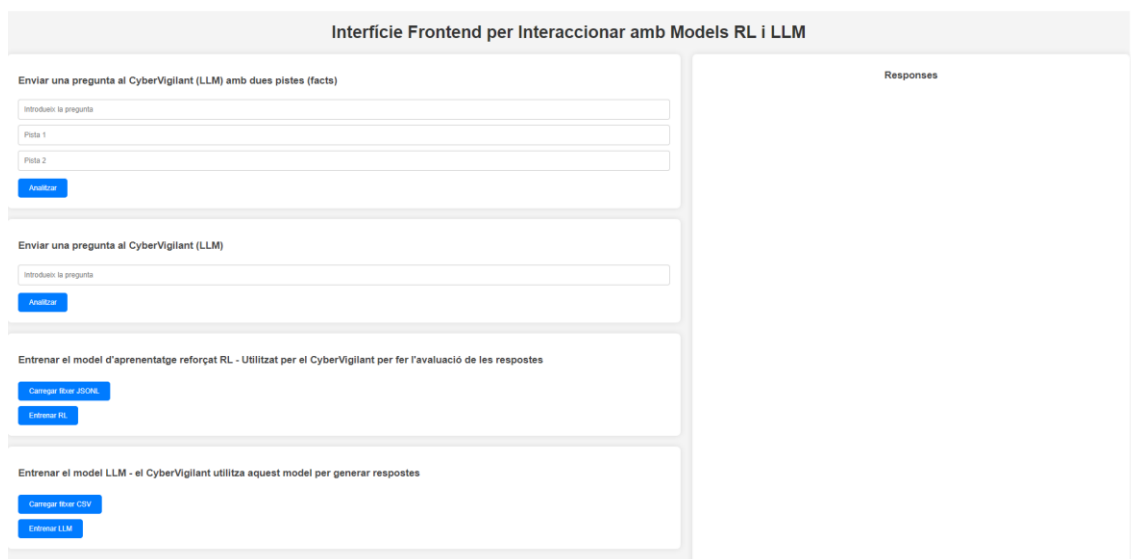 Interfície Frontend per Interaccionar amb Models RL i LLM
Enviar una pregunta al CyberVigilant (LLM) amb dues pistes (facts)
Introdueix la pregunta
Pista 1
Pista 2
Analitzar
Enviar una pregunta al CyberVigilant (LLM)
Introdueix la pregunta
Analitzar
Entrenar el model d'aprenentatge reforçat RL - Utilitzat per el CyberVigilant per fer l'avaluació de les respostes
Carregar fitxer JSONL
Entrenar RL
Entrenar el model LLM - el CyberVigilant utilitza aquest model per generar respostes
Carregar fitxer CSV
Entrenar LLM
Responses